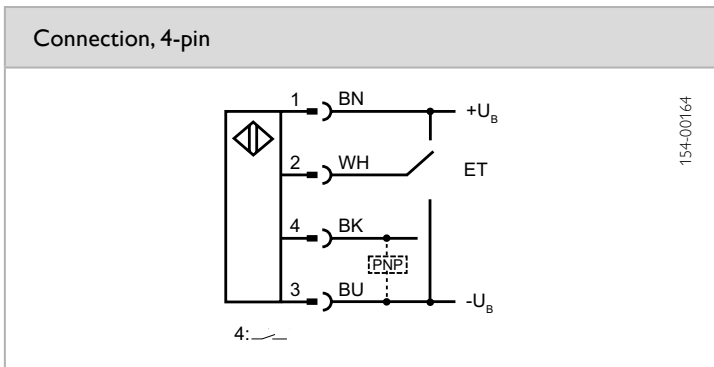 Connection, 4-pin
1 BN +UB
2 WH ET
4 BK
PNP
3 BU -UB
4:
154-00164